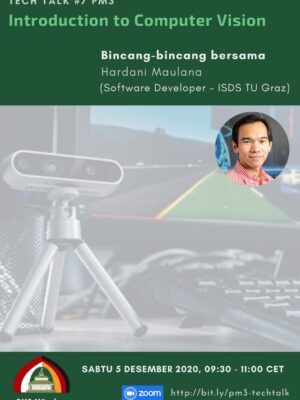 TECH TALK #7 PM3
Introduction to Computer Vision
Bincang-bincang bersama
Hardani Maulana
(Software Developer - ISDS TU Graz)
SABTU 5 DESEMBER 2020, 09:30 - 11:00 CET
zoom
http://bit.ly/pm3-techtalk